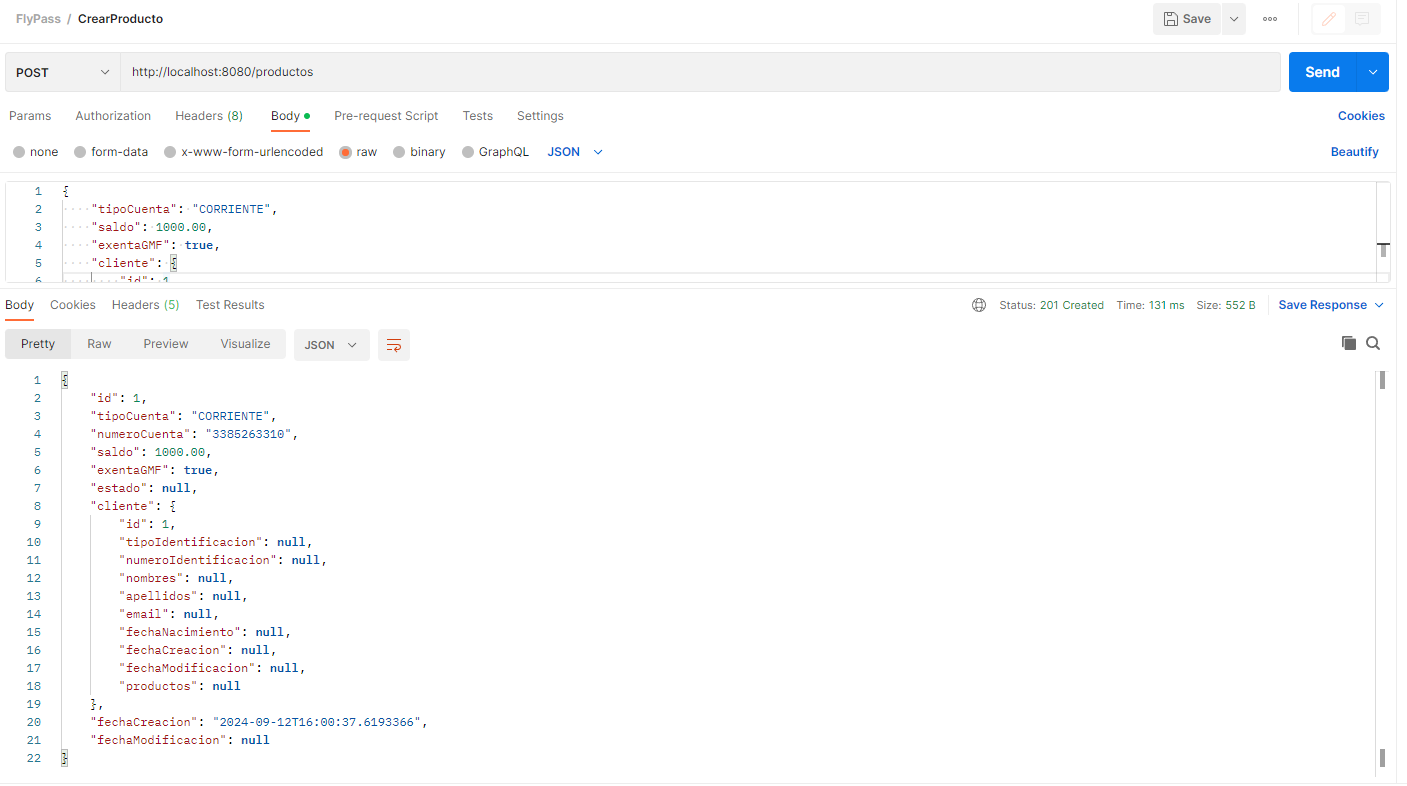 FlyPass / CrearProducto
Save
POST http://localhost:8080/productos Send
Params Authorization Headers (8) Body Pre-request Script Tests Settings Cookies
none form-data x-www-form-urlencoded raw binary GraphQL JSON Beautify
1 {
2 "tipoCuenta": "CORRIENTE",
3 "saldo": 1000.00,
4 "exentaGMF": true,
5 "cliente": {
6 "id": 1
Body Cookies Headers (5) Test Results Status: 201 Created Time: 131 ms Size: 552 B Save Response
Pretty Raw Preview Visualize JSON
1 {
2 "id": 1,
3 "tipoCuenta": "CORRIENTE",
4 "numeroCuenta": "3385263310",
5 "saldo": 1000.00,
6 "exentaGMF": true,
7 "estado": null,
8 "cliente": {
9 "id": 1,
10 "tipoIdentificacion": null,
11 "numeroIdentificacion": null,
12 "nombres": null,
13 "apellidos": null,
14 "email": null,
15 "fechaNacimiento": null,
16 "fechaCreacion": null,
17 "fechaModificacion": null,
18 "productos": null
19 },
20 "fechaCreacion": "2024-09-12T16:00:37.6193366",
21 "fechaModificacion": null
22 }